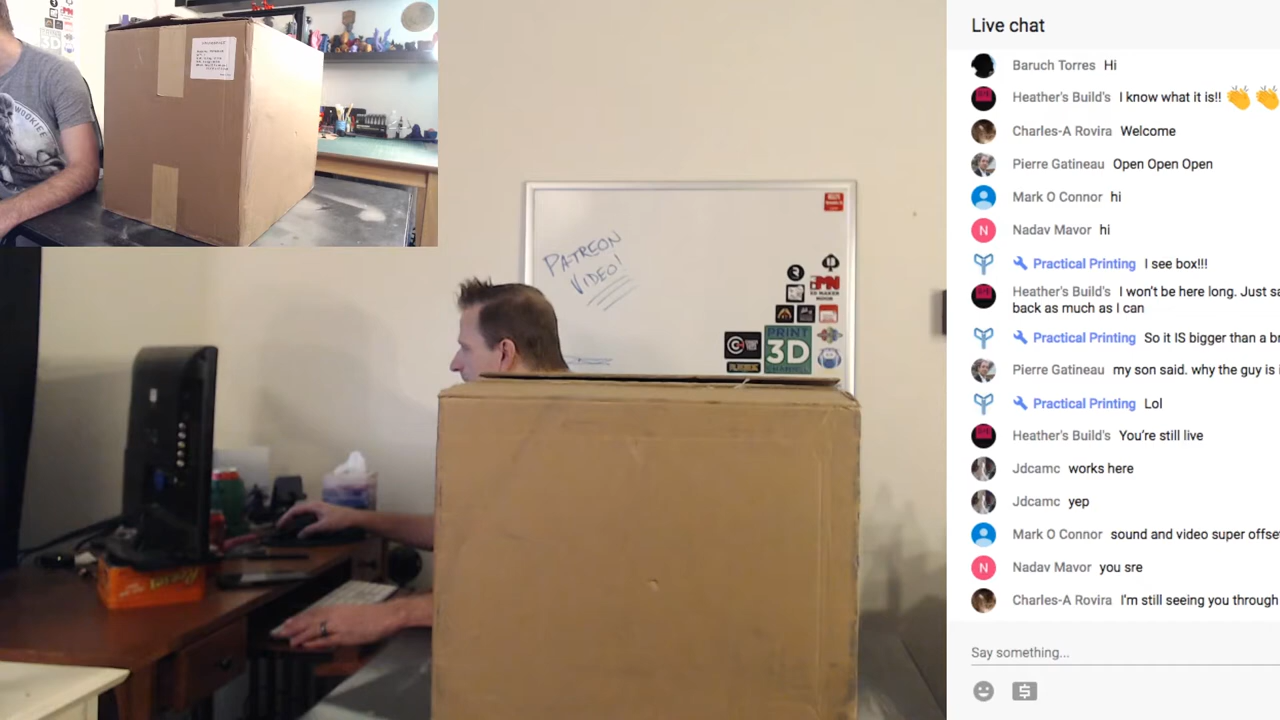 WOOKIEE
PRINT
3D
PATREON
VIDEO!
PRINT
3D
CHANNEL
Live chat
Baruch Torres Hi
Heather's Build's I know what it is!! 👏 👏
Charles-A Rovira Welcome
Pierre Gatineau Open Open Open
Mark O Connor hi
N Nadav Mavor hi
Practical Printing I see box!!!
Heather's Build's I won't be here long. Just sa
back as much as I can
Practical Printing So it IS bigger than a br
Pierre Gatineau my son said. why the guy is i
Practical Printing Lol
Heather's Build's You're still live
Jdcamc works here
Jdcamc yep
Mark O Connor sound and video super offset
N Nadav Mavor you sre
Charles-A Rovira I'm still seeing you through
Say something...